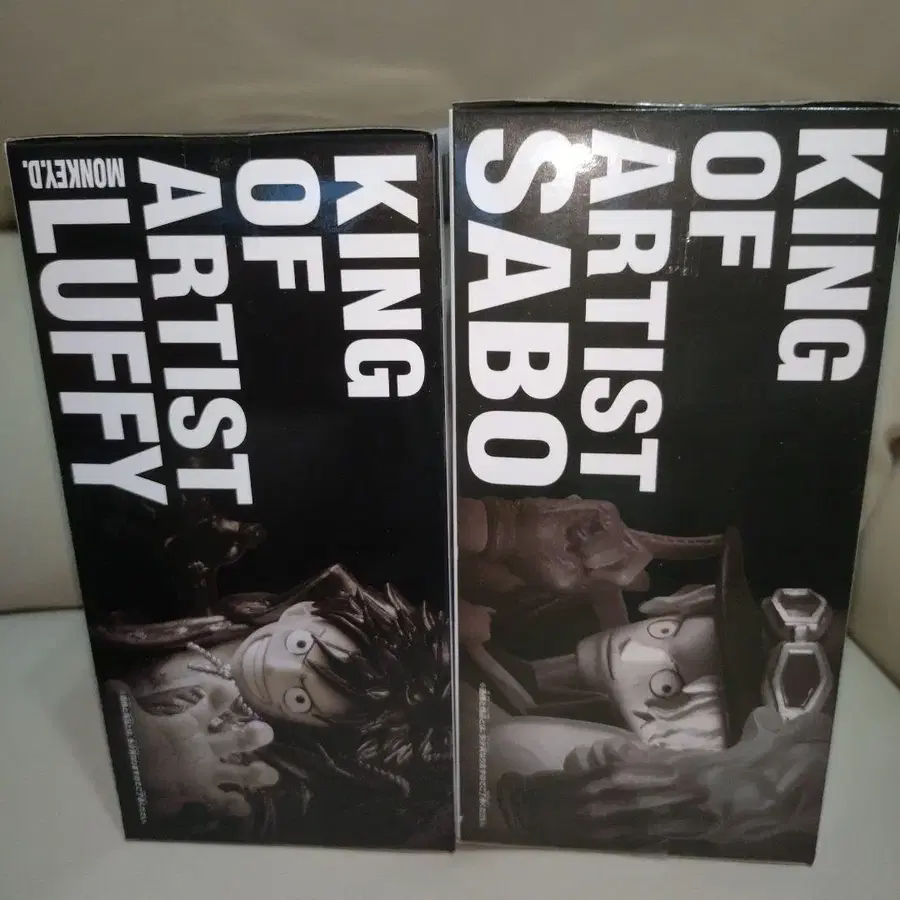 KING
OF
ARTIST
MONKEY.D.
LUFFY
KING
OF
ARTIST
SABO